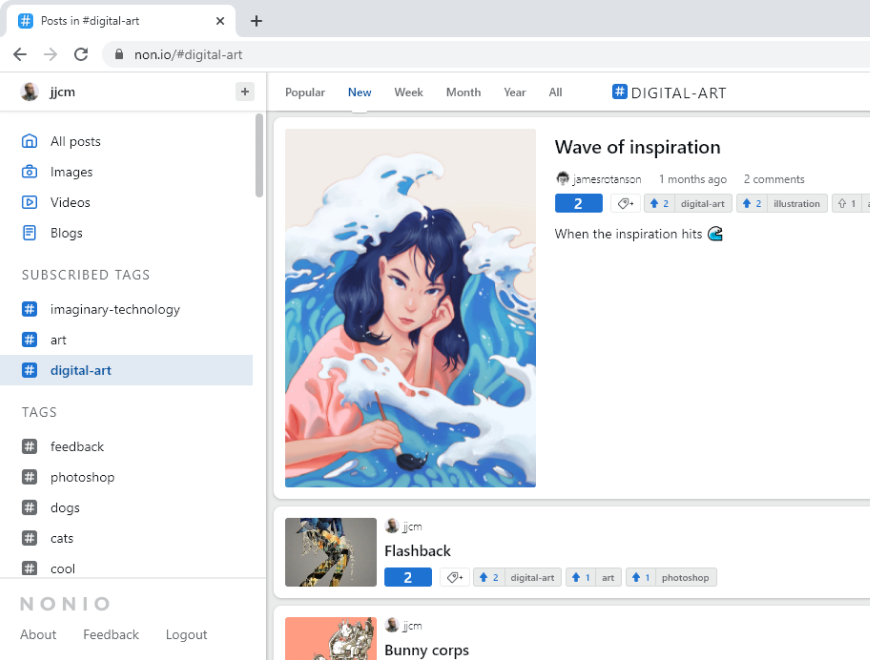 Posts in #digital-art
non.io/#digital-art
jjcm
Popular New Week Month Year All
# DIGITAL-ART
All posts
Images
Videos
Blogs
SUBSCRIBED TAGS
# imaginary-technology
# art
# digital-art
TAGS
# feedback
# photoshop
# dogs
# cats
# cool
NONIO
About Feedback Logout
Wave of inspiration
jamesrotanson 1 months ago 2 comments
2 2 digital-art 2 illustration 1
When the inspiration hits 🌊
jjcm
Flashback
2 2 digital-art 1 art 1 photoshop
jjcm
Bunny corps